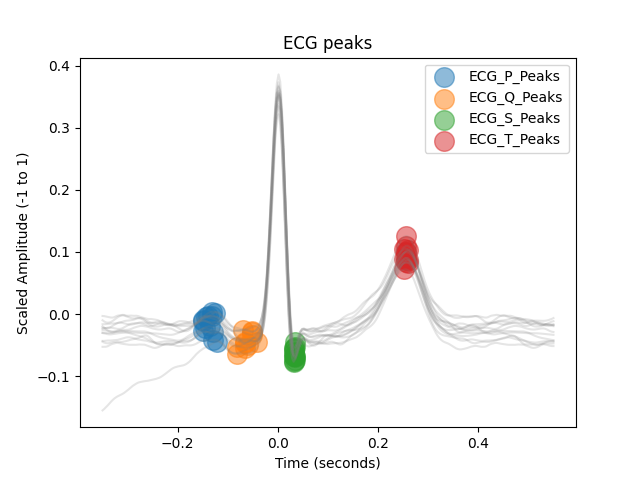 ECG peaks
ECG_P_Peaks
ECG_Q_Peaks
ECG_S_Peaks
ECG_T_Peaks
Scaled Amplitude (-1 to 1)
0.4
0.3
0.2
0.1
0.0
−0.1
−0.2
0.0
0.2
0.4
Time (seconds)